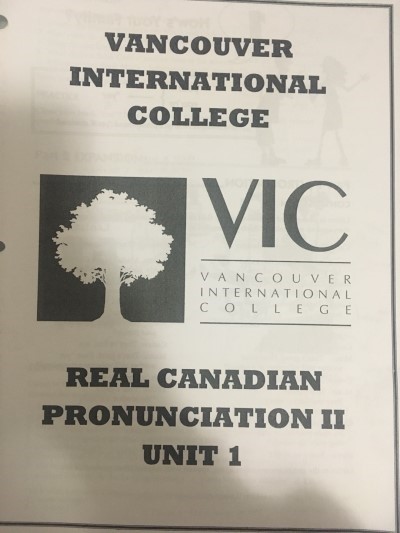 VANCOUVER
INTERNATIONAL
COLLEGE
VIC
VANCOUVER
INTERNATIONAL
COLLEGE
REAL CANADIAN
PRONUNCIATION II
UNIT 1